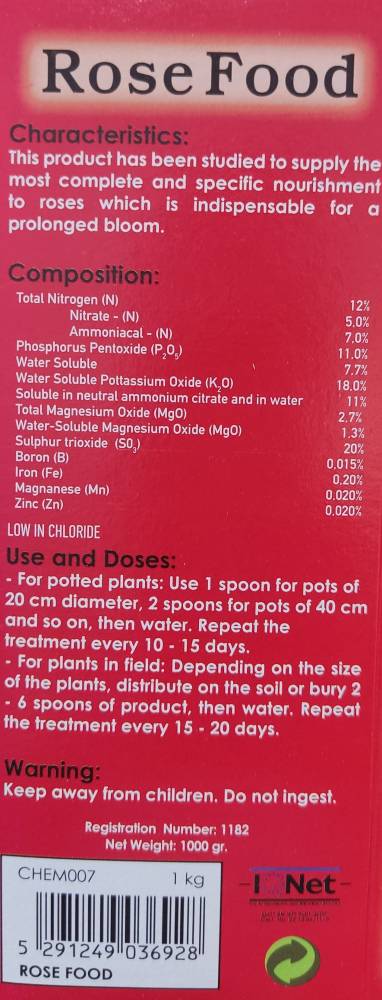 Rose Food
Characteristics:
This product has been studied to supply the
most complete and specific nourishment
to roses which is indispensable for a
prolonged bloom.
Composition:
Total Nitrogen (N) 12%
Nitrate - (N) 5.0%
Ammoniacal - (N) 7.0%
Phosphorus Pentoxide (P₂O₅) 11.0%
Water Soluble 7.7%
Water Soluble Pottassium Oxide (K₂O) 18.0%
Soluble in neutral ammonium citrate and in water 11%
Total Magnesium Oxide (MgO) 2.7%
Water-Soluble Magnesium Oxide (MgO) 1.3%
Sulphur trioxide (SO₃) 20%
Boron (B) 0.015%
Iron (Fe) 0.20%
Magnanese (Mn) 0.020%
Zinc (Zn) 0.020%
LOW IN CHLORIDE
Use and Doses:
- For potted plants: Use 1 spoon for pots of
20 cm diameter, 2 spoons for pots of 40 cm
and so on, then water. Repeat the
treatment every 10 - 15 days.
- For plants in field: Depending on the size
of the plants, distribute on the soil or bury 2
- 6 spoons of product, then water. Repeat
the treatment every 15 - 20 days.
Warning:
Keep away from children. Do not ingest.
Registration Number: 1182
Net Weight: 1000 gr.
CHEM007 1 kg
5 291249 036928
ROSE FOOD
IQNet